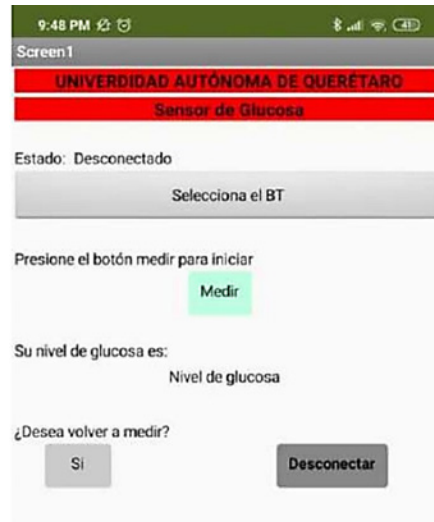 9:48 PM 41
Screen1
UNIVERDIDAD AUTÓNOMA DE QUERÉTARO
Sensor de Glucosa
Estado: Desconectado
Selecciona el BT
Presione el botón medir para iniciar
Medir
Su nivel de glucosa es:
Nivel de glucosa
¿Desea volver a medir?
Si Desconectar